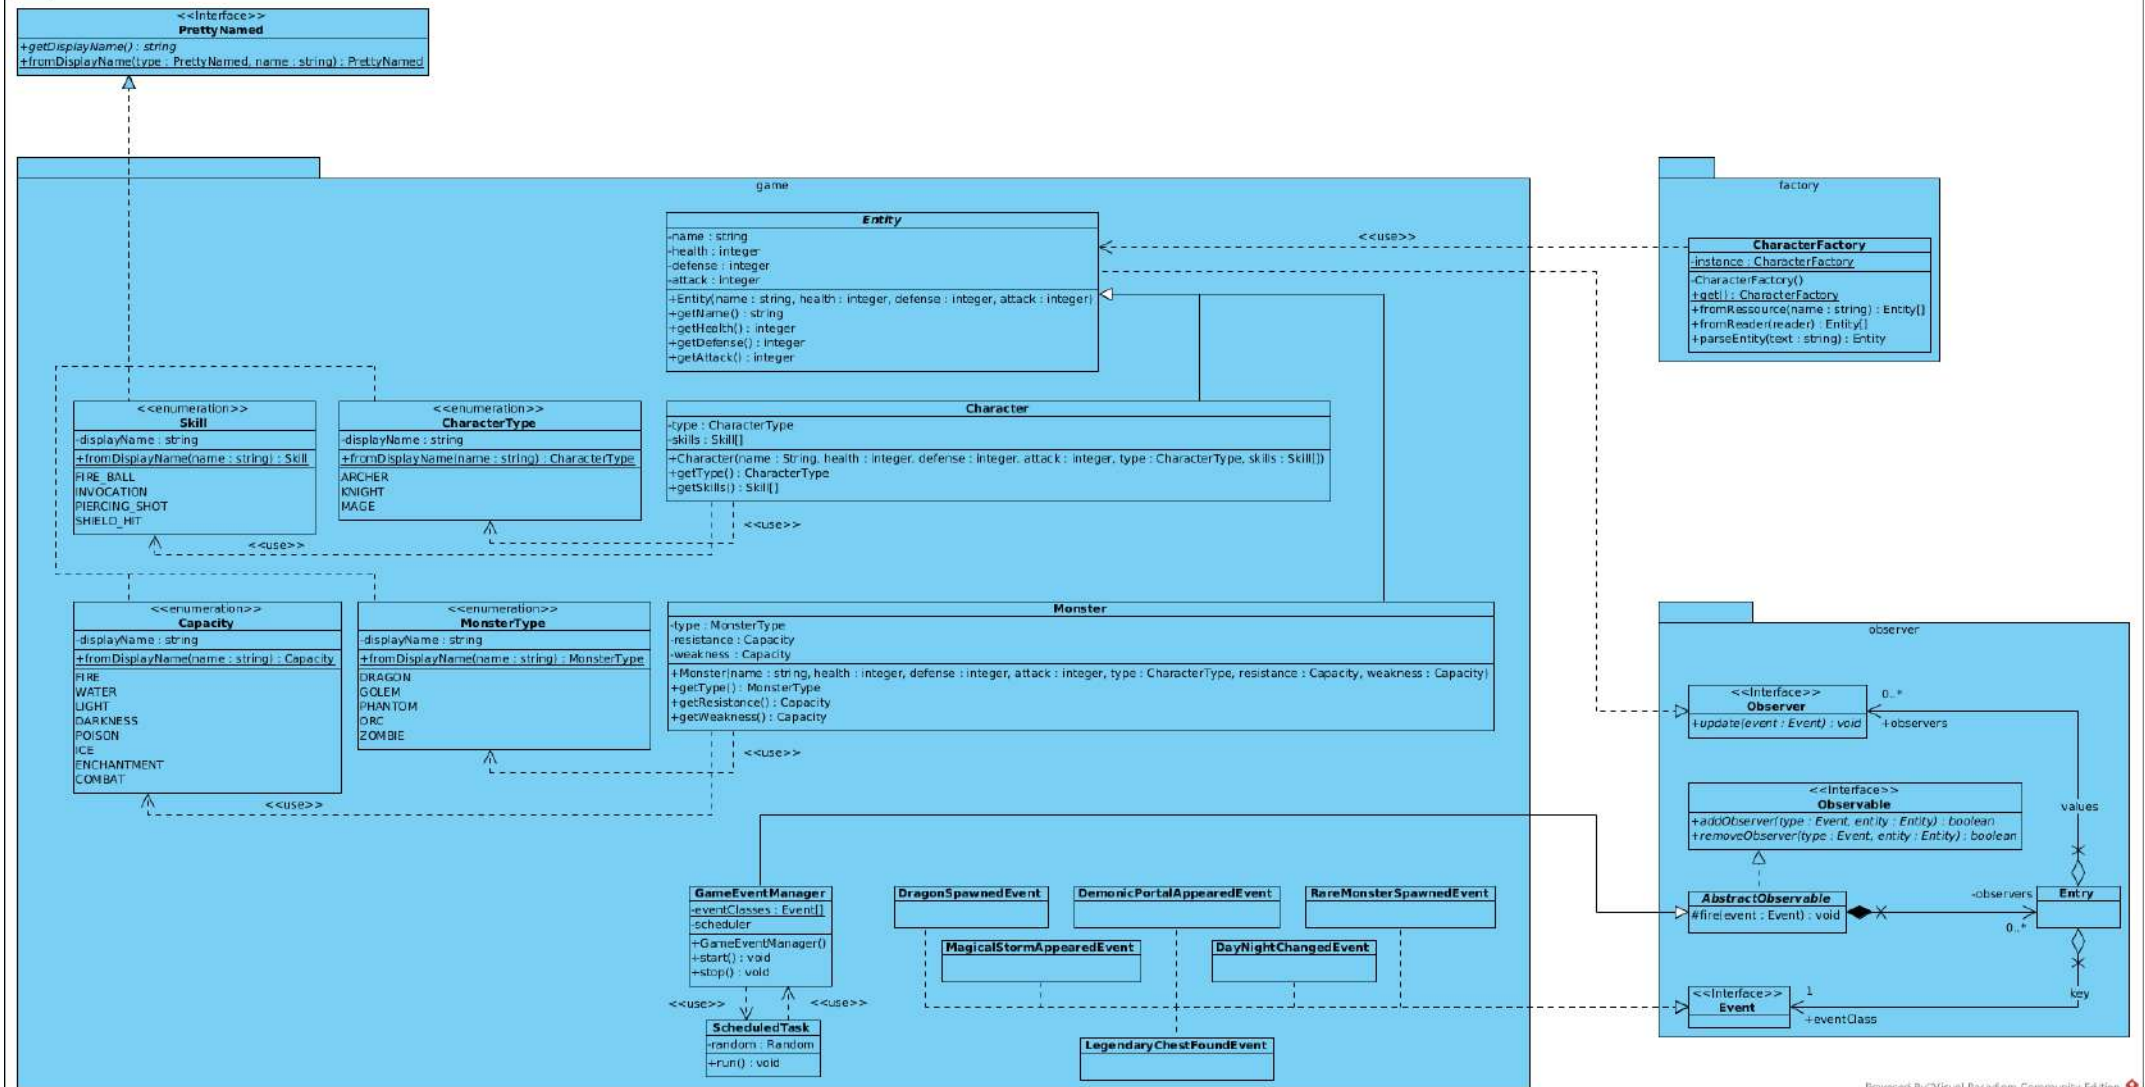 <<Interface>>
PrettyNamed
+getDisplayName() : string
+fromDisplayName(type : PrettyNamed, name : string) : PrettyNamed
game
Entity
-name : string
-health : integer
-defense : integer
-attack : integer
+Entity(name : string, health : integer, defense : integer, attack : integer)
+getName() : string
+getHealth() : integer
+getDefense() : integer
+getAttack() : integer
<<use>>
factory
CharacterFactory
-instance : CharacterFactory
-CharacterFactory()
+get() : CharacterFactory
+fromRessource(name : string) : Entity[]
+fromReader(reader) : Entity[]
+parseEntity(text : string) : Entity
<<enumeration>>
Skill
-displayName : string
+fromDisplayName(name : string) : Skill
FIRE_BALL
INVOCATION
PIERCING_SHOT
SHIELD_HIT
<<enumeration>>
CharacterType
-displayName : string
+fromDisplayName(name : string) : CharacterType
ARCHER
KNIGHT
MAGE
Character
-type : CharacterType
-skills : Skill[]
+Character(name : String, health : integer, defense : integer, attack : integer, type : CharacterType, skills : Skill[])
+getType() : CharacterType
+getSkills() : Skill[]
<<use>>
<<use>>
<<enumeration>>
Capacity
-displayName : string
+fromDisplayName(name : string) : Capacity
FIRE
WATER
LIGHT
DARKNESS
POISON
ICE
ENCHANTMENT
COMBAT
<<enumeration>>
MonsterType
-displayName : string
+fromDisplayName(name : string) : MonsterType
DRAGON
GOLEM
PHANTOM
ORC
ZOMBIE
Monster
-type : MonsterType
-resistance : Capacity
-weakness : Capacity
+Monster(name : string, health : integer, defense : integer, attack : integer, type : CharacterType, resistance : Capacity, weakness : Capacity)
+getType() : MonsterType
+getResistance() : Capacity
+getWeakness() : Capacity
<<use>>
<<use>>
observer
<<Interface>>
Observer
+update(event : Event) : void
0..*
+observers
values
<<Interface>>
Observable
+addObserver(type : Event, entity : Entity) : boolean
+removeObserver(type : Event, entity : Entity) : boolean
AbstractObservable
#fire(event : Event) : void
-observers
0..*
Entry
key
<<Interface>>
Event
1
+eventClass
GameEventManager
-eventClasses : Event[]
-scheduler
+GameEventManager()
+start() : void
+stop() : void
<<use>>
<<use>>
ScheduledTask
-random : Random
+run() : void
DragonSpawnedEvent
DemonicPortalAppearedEvent
RareMonsterSpawnedEvent
MagicalStormAppearedEvent
DayNightChangedEvent
LegendaryChestFoundEvent
Powered By Visual Paradigm Community Edition